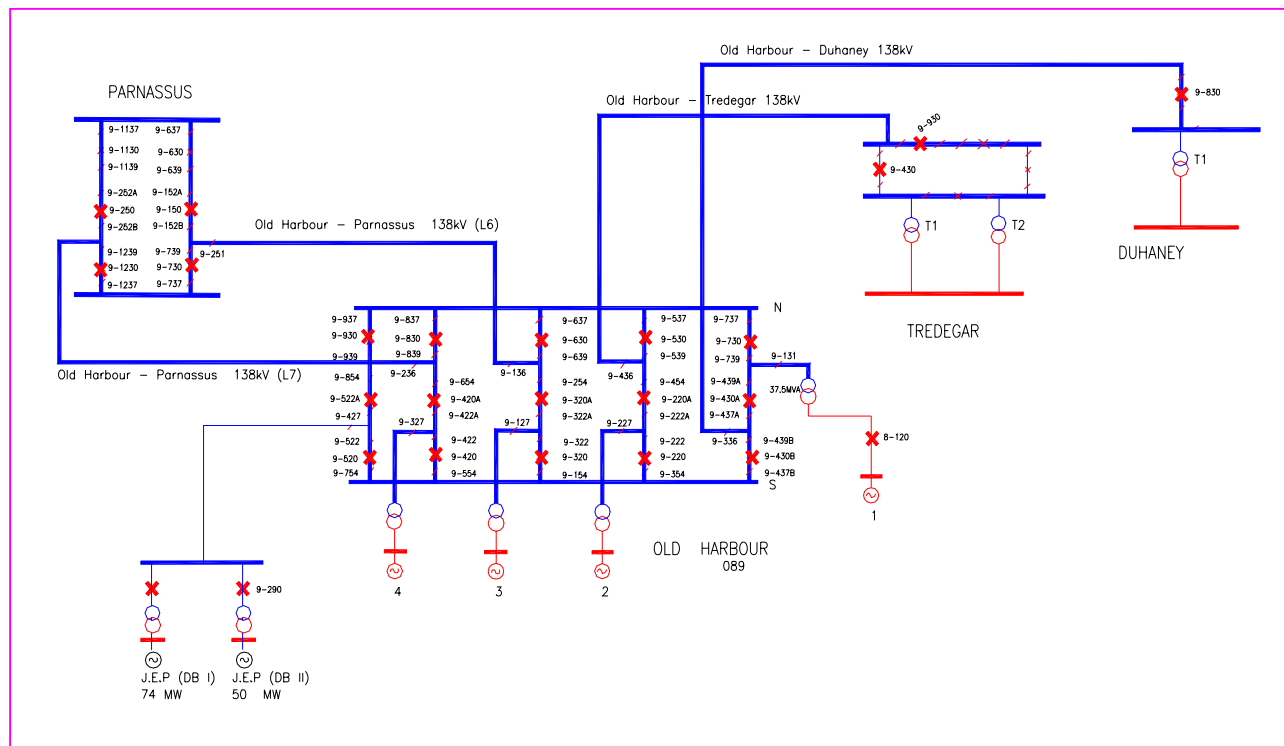 Old Harbour - Duhaney 138kV
9-830
T1
DUHANEY
Old Harbour - Tredegar 138kV
9-930
9-430
T1
T2
TREDEGAR
PARNASSUS
9-1137
9-637
9-1130
9-630
9-1139
9-639
9-252A
9-152A
9-250
9-150
9-252B
9-152B
9-1239
9-739
9-251
9-1230
9-730
9-1237
9-737
Old Harbour - Parnassus 138kV (L6)
Old Harbour - Parnassus 138kV (L7)
N
9-937
9-837
9-637
9-537
9-737
9-930
9-830
9-630
9-530
9-730
9-939
9-839
9-639
9-539
9-739
9-131
9-236
9-136
9-436
9-854
9-654
9-254
9-454
9-439A
37.5MVA
9-522A
9-420A
9-320A
9-220A
9-430A
9-427
9-422A
9-322A
9-222A
9-437A
9-327
9-127
9-227
9-336
8-120
9-522
9-422
9-322
9-222
9-439B
9-520
9-420
9-320
9-220
9-430B
9-754
9-554
9-154
9-354
9-437B
S
1
4
3
2
OLD HARBOUR
089
9-290
J.E.P (DB I)
74 MW
J.E.P (DB II)
50 MW